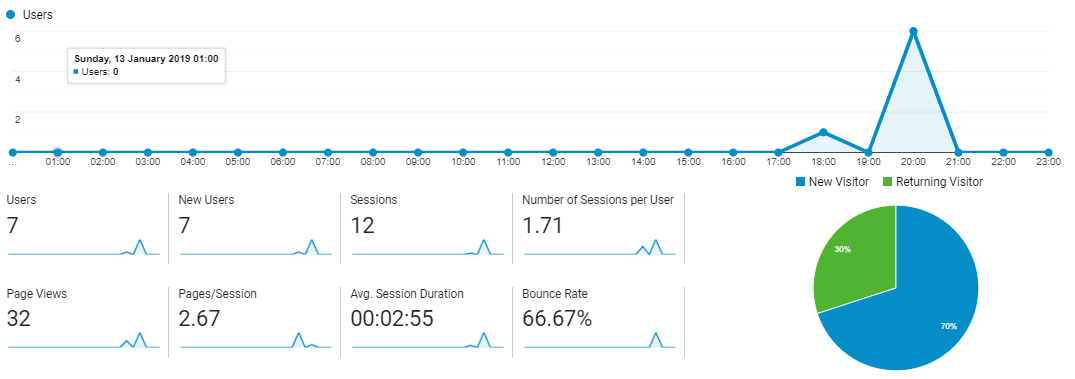 Users
6
Sunday, 13 January 2019 01:00
Users: 0
4
2
... 01:00 02:00 03:00 04:00 05:00 06:00 07:00 08:00 09:00 10:00 11:00 12:00 13:00 14:00 15:00 16:00 17:00 18:00 19:00 20:00 21:00 22:00 23:00
New Visitor Returning Visitor
Users New Users Sessions Number of Sessions per User
7 7 12 1.71
30%
Page Views Pages/Session Avg. Session Duration Bounce Rate
32 2.67 00:02:55 66.67%
70%